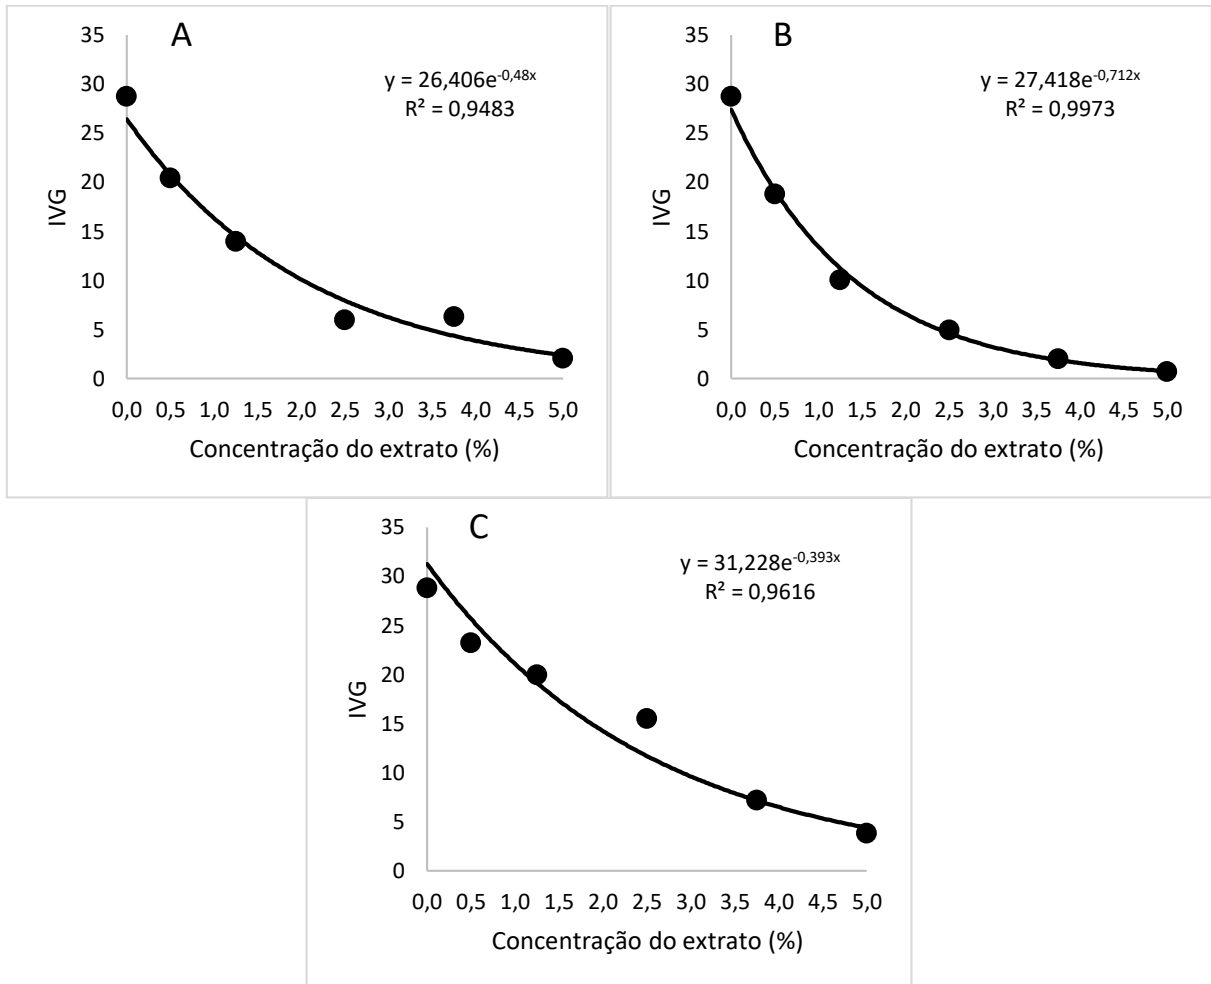 A
y = 26,406e^-0,48x
R² = 0,9483
35
30
25
20
15
10
5
0
IVG
0,0 0,5 1,0 1,5 2,0 2,5 3,0 3,5 4,0 4,5 5,0
Concentração do extrato (%)
B
y = 27,418e^-0,712x
R² = 0,9973
35
30
25
20
15
10
5
0
IVG
0,0 0,5 1,0 1,5 2,0 2,5 3,0 3,5 4,0 4,5 5,0
Concentração do extrato (%)
C
y = 31,228e^-0,393x
R² = 0,9616
35
30
25
20
15
10
5
0
IVG
0,0 0,5 1,0 1,5 2,0 2,5 3,0 3,5 4,0 4,5 5,0
Concentração do extrato (%)